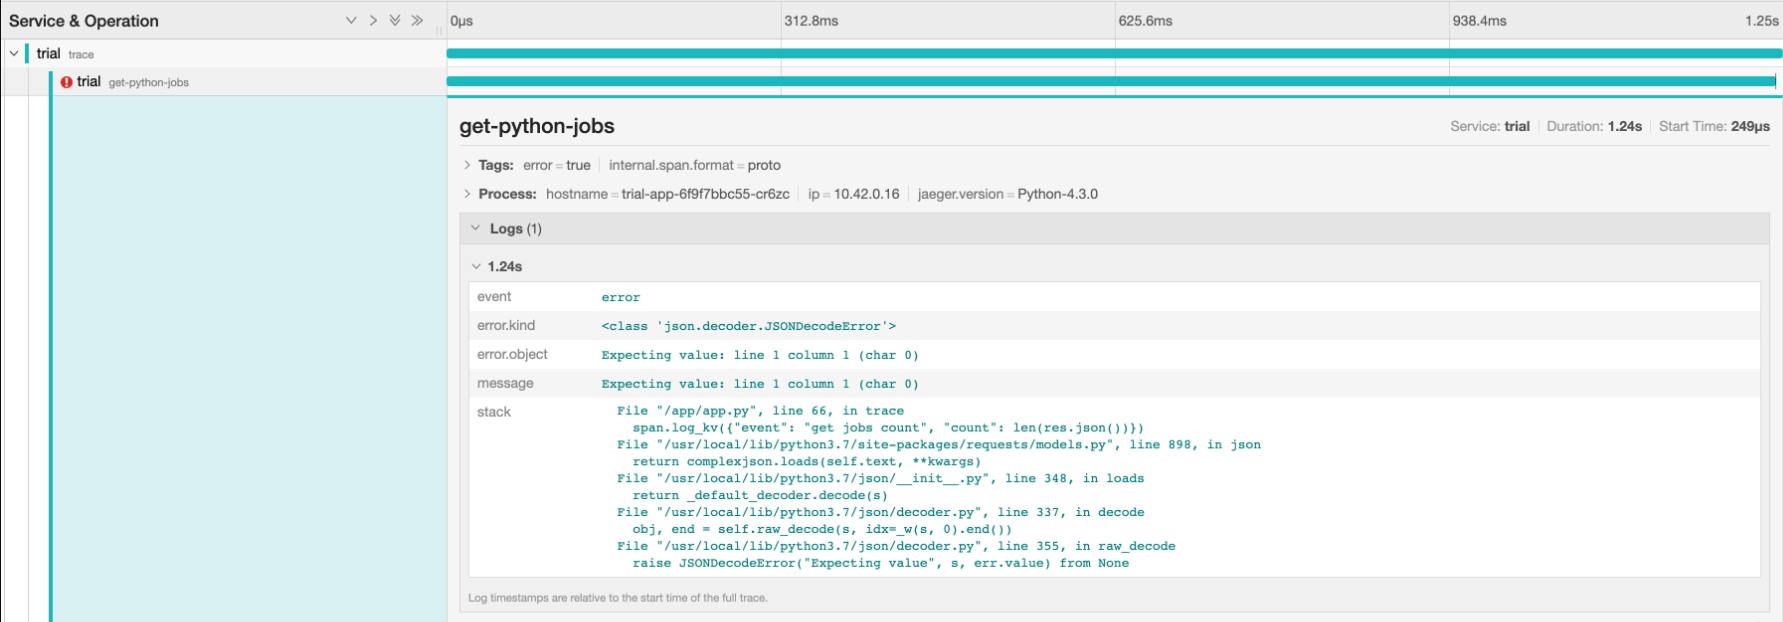 Service & Operation
0μs
312.8ms
625.6ms
938.4ms
1.25s
trial trace
trial get-python-jobs
get-python-jobs
Service: trial Duration: 1.24s Start Time: 249μs
Tags: error = true internal.span.format = proto
Process: hostname = trial-app-6f9f7bbc55-cr6zc ip = 10.42.0.16 jaeger.version = Python-4.3.0
Logs (1)
1.24s
event error
error.kind <class 'json.decoder.JSONDecodeError'>
error.object Expecting value: line 1 column 1 (char 0)
message Expecting value: line 1 column 1 (char 0)
stack File "/app/app.py", line 66, in trace
span.log_kv({"event": "get jobs count", "count": len(res.json())})
File "/usr/local/lib/python3.7/site-packages/requests/models.py", line 898, in json
return complexjson.loads(self.text, **kwargs)
File "/usr/local/lib/python3.7/json/__init__.py", line 348, in loads
return _default_decoder.decode(s)
File "/usr/local/lib/python3.7/json/decoder.py", line 337, in decode
obj, end = self.raw_decode(s, idx=_w(s, 0).end())
File "/usr/local/lib/python3.7/json/decoder.py", line 355, in raw_decode
raise JSONDecodeError("Expecting value", s, err.value) from None
Log timestamps are relative to the start time of the full trace.